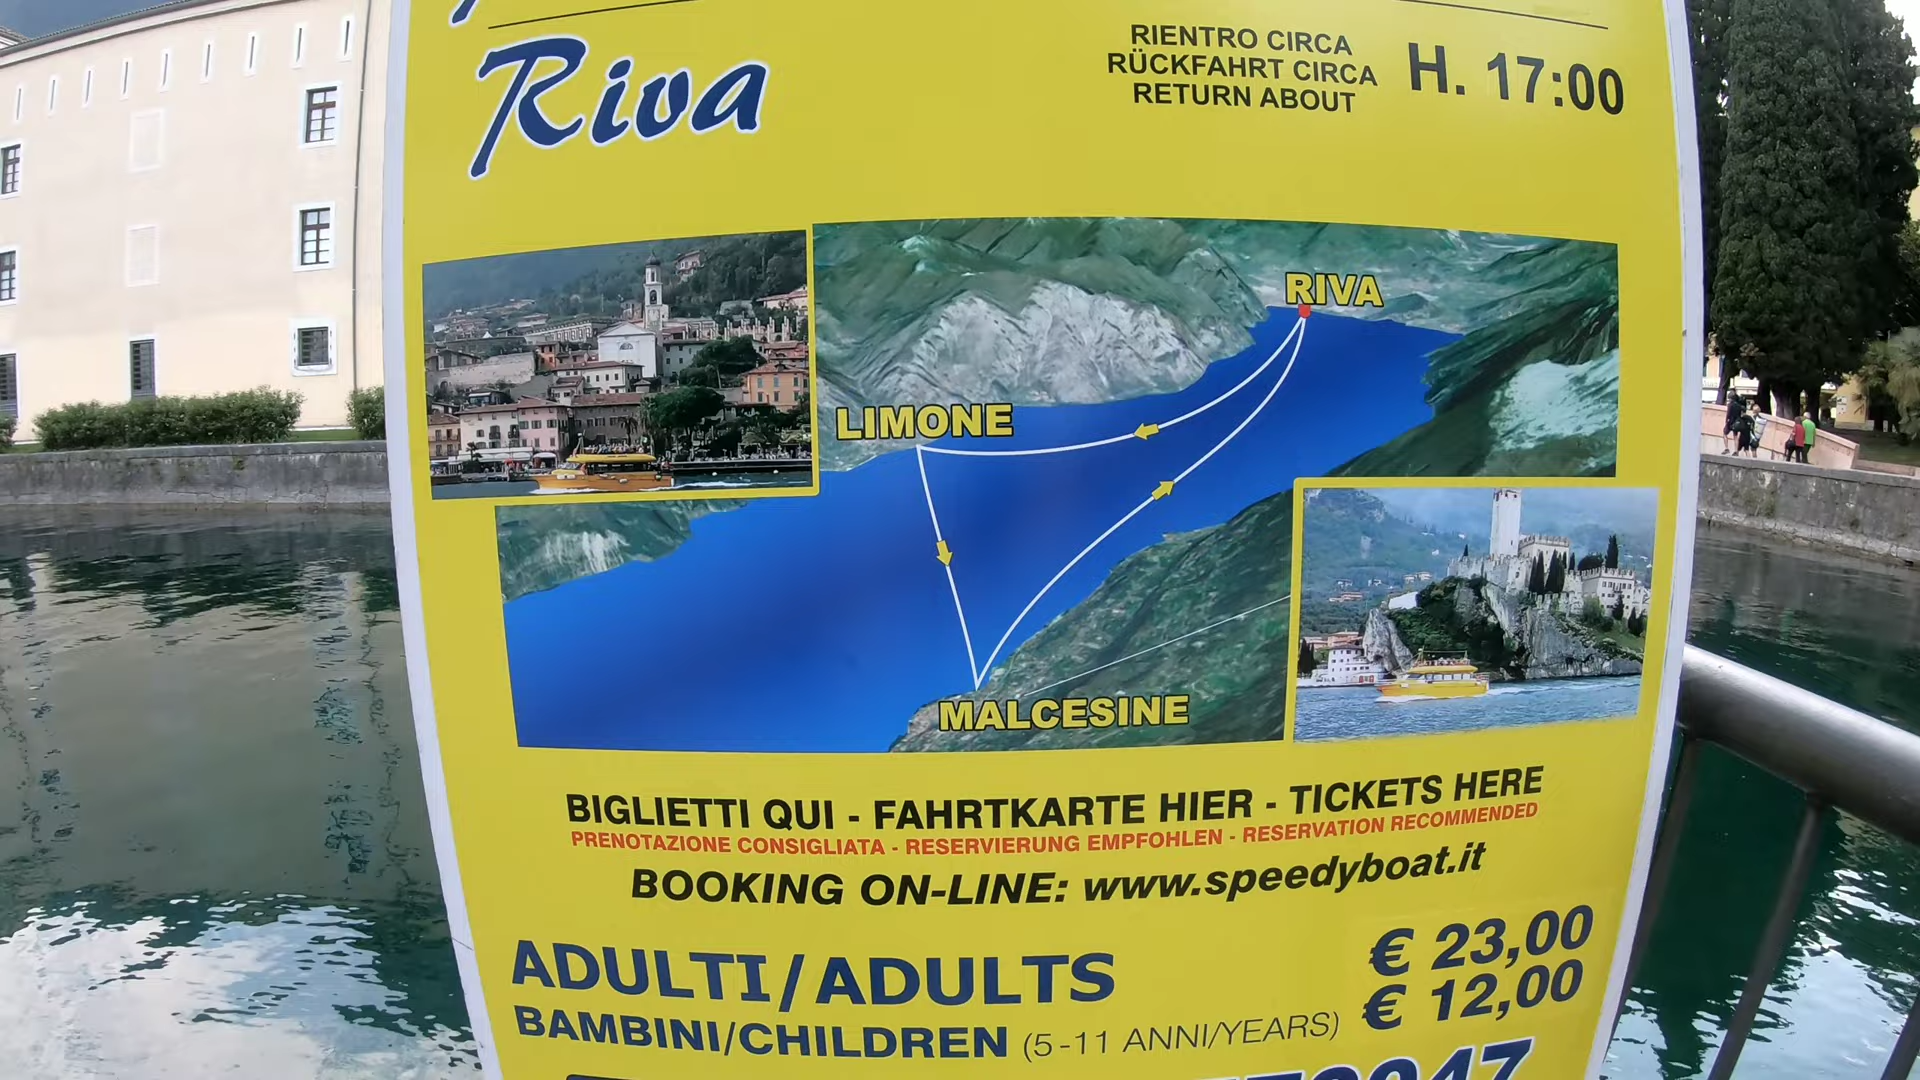 Riva
RIENTRO CIRCA
RÜCKFAHRT CIRCA
RETURN ABOUT
H. 17:00
RIVA
LIMONE
MALCESINE
BIGLIETTI QUI - FAHRTKARTE HIER - TICKETS HERE
PRENOTAZIONE CONSIGLIATA - RESERVIERUNG EMPFOHLEN - RESERVATION RECOMMENDED
BOOKING ON-LINE: www.speedyboat.it
ADULTI/ADULTS € 23,00
BAMBINI/CHILDREN (5-11 ANNI/YEARS) € 12,00